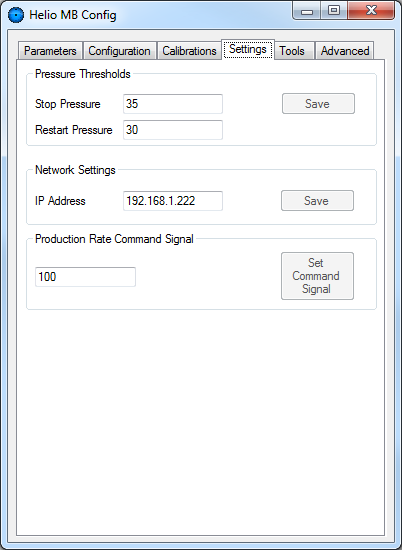 Helio MB Config
Parameters Configuration Calibrations Settings Tools Advanced
Pressure Thresholds
Stop Pressure 35 Save
Restart Pressure 30
Network Settings
IP Address 192.168.1.222 Save
Production Rate Command Signal
100
Set
Command
Signal